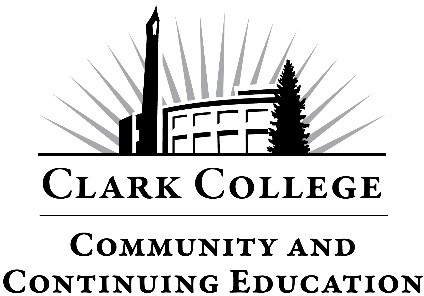 CLARK COLLEGE
COMMUNITY AND
CONTINUING EDUCATION